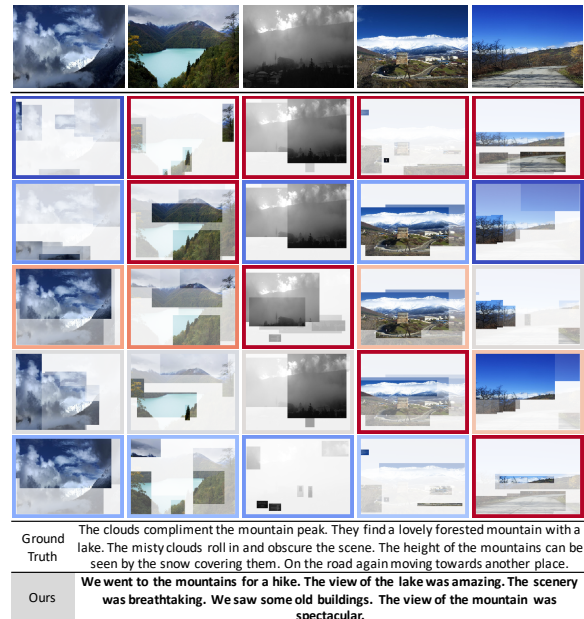 Ground
Truth
The clouds compliment the mountain peak. They find a lovely forested mountain with a
lake. The misty clouds roll in and obscure the scene. The height of the mountains can be
seen by the snow covering them. On the road again moving towards another place.
Ours
We went to the mountains for a hike. The view of the lake was amazing. The scenery
was breathtaking. We saw some old buildings. The view of the mountain was
spectacular.